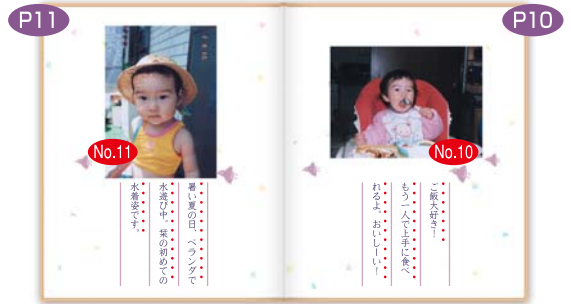 P10
No.10
ご飯大好き！
もう一人で上手に食べ
れるよ。おいしーい！
P11
No.11
暑い夏の日、ベランダで
水遊び中。栞の初めての
水着姿です。